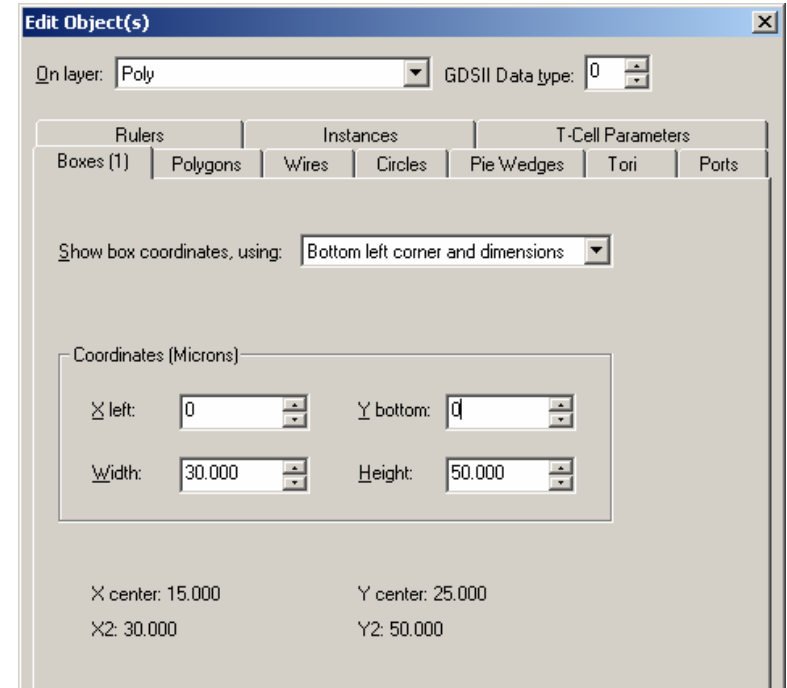 Edit Object(s)
On layer: Poly GDSII Data type: 0
Rulers Instances T-Cell Parameters
Boxes (1) Polygons Wires Circles Pie Wedges Tori Ports
Show box coordinates, using: Bottom left corner and dimensions
Coordinates (Microns)
X left: 0 Y bottom: 0
Width: 30.000 Height: 50.000
X center: 15.000 Y center: 25.000
X2: 30.000 Y2: 50.000